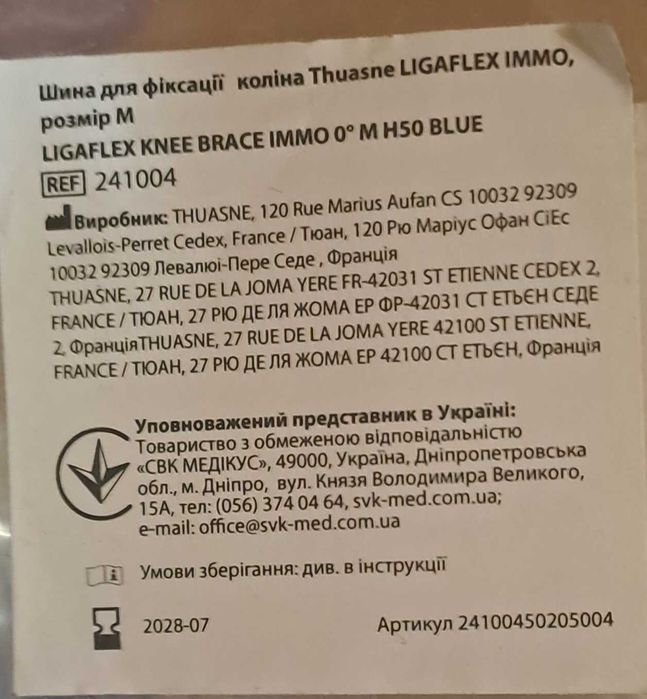 Шина для фіксації коліна Thuasne LIGAFLEX IMMO,
розмір M
LIGAFLEX KNEE BRACE IMMO 0° M H50 BLUE
REF 241004
Виробник: THUASNE, 120 Rue Marius Aufan CS 10032 92309
Levallois-Perret Cedex, France / Тюан, 120 Рю Маріус Офан СіЕс
10032 92309 Левалюі-Пере Седе , Франція
THUASNE, 27 RUE DE LA JOMA YERE FR-42031 ST ETIENNE CEDEX 2,
FRANCE / ТЮАН, 27 РЮ ДЕ ЛЯ ЖОМА ЕР ФР-42031 СТ ЕТЬЄН СЕДЕ
2, ФранціяTHUASNE, 27 RUE DE LA JOMA YERE 42100 ST ETIENNE,
FRANCE / ТЮАН, 27 РЮ ДЕ ЛЯ ЖОМА ЕР 42100 СТ ЕТЬЄН, Франція
Уповноважений представник в Україні:
Товариство з обмеженою відповідальністю
«СВК МЕДІКУС», 49000, Україна, Дніпропетровська
обл., м. Дніпро, вул. Князя Володимира Великого,
15А, тел: (056) 374 04 64, svk-med.com.ua;
e-mail: office@svk-med.com.ua
Умови зберігання: див. в інструкції
2028-07 Артикул 24100450205004